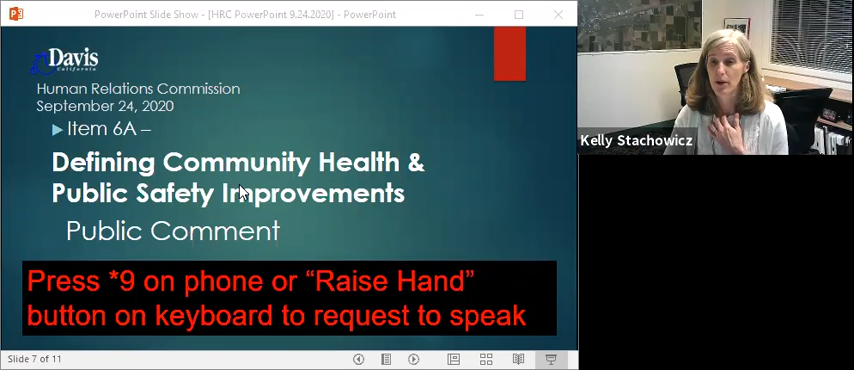 PowerPoint Slide Show - [HRC PowerPoint 9.24.2020] - PowerPoint
Davis
California
Human Relations Commission
September 24, 2020
Item 6A –
Defining Community Health &
Public Safety Improvements
Public Comment
Press *9 on phone or “Raise Hand”
button on keyboard to request to speak
Slide 7 of 11
Kelly Stachowicz